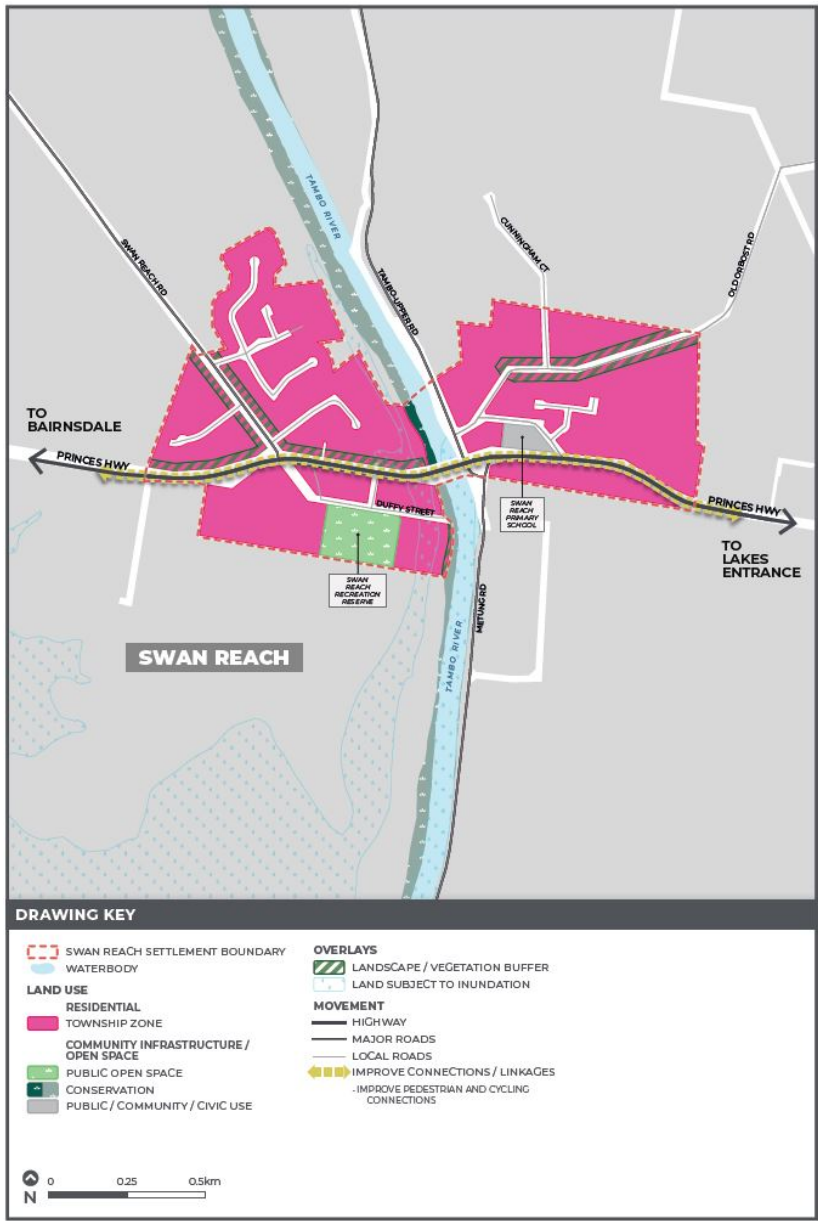 TAMBO RIVER
SWAN REACH RD
TAMBO UPPER RD
CUNNINGHAM CT
OLD ORBOST RD
TO
BAIRNSDALE
PRINCES HWY
DUFFY STREET
SWAN
REACH
PRIMARY
SCHOOL
PRINCES HWY
TO
LAKES
ENTRANCE
SWAN
REACH
RECREATION
RESERVE
METUNG RD
TAMBO RIVER
SWAN REACH
DRAWING KEY
SWAN REACH SETTLEMENT BOUNDARY
WATERBODY
LAND USE
RESIDENTIAL
TOWNSHIP ZONE
COMMUNITY INFRASTRUCTURE /
OPEN SPACE
PUBLIC OPEN SPACE
CONSERVATION
PUBLIC / COMMUNITY / CIVIC USE
OVERLAYS
LANDSCAPE / VEGETATION BUFFER
LAND SUBJECT TO INUNDATION
MOVEMENT
HIGHWAY
MAJOR ROADS
LOCAL ROADS
IMPROVE CONNECTIONS / LINKAGES
- IMPROVE PEDESTRIAN AND CYCLING
CONNECTIONS
N
0 0.25 0.5km